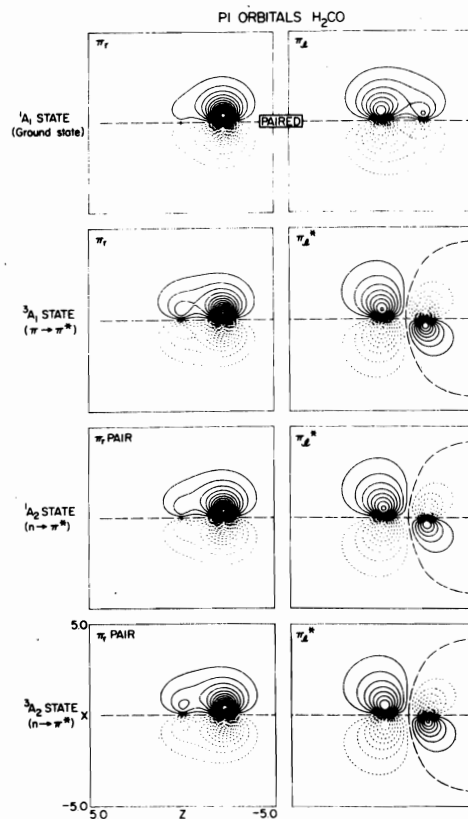 PI ORBITALS H₂CO
πᵣ
πℓ
¹A₁ STATE
(Ground state)
PAIRED
πᵣ
πℓ*
³A₁ STATE
(π → π*)
πᵣ PAIR
πℓ*
¹A₂ STATE
(n → π*)
πᵣ PAIR
πℓ*
5.0
³A₂ STATE X
(n → π*)
-5.0
5.0 Z -5.0